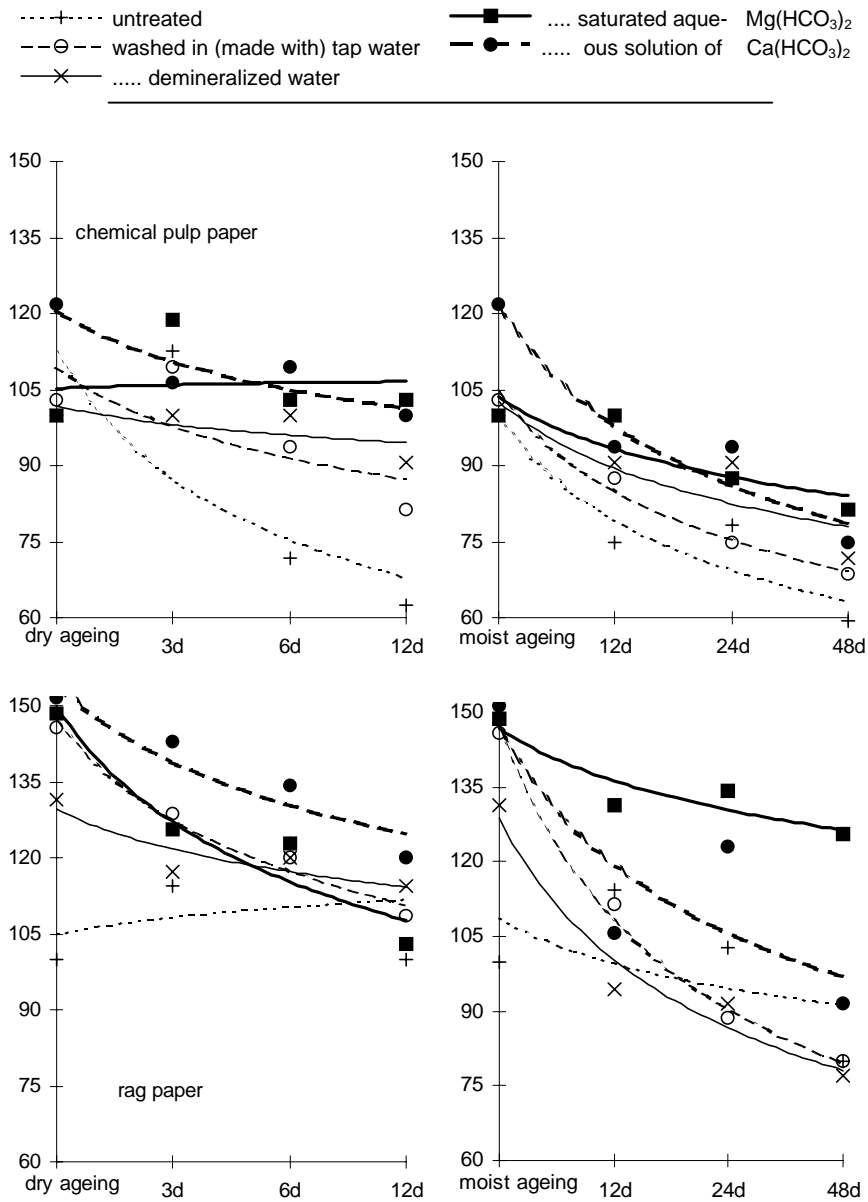 untreated
.... saturated aque- Mg(HCO₃)₂
washed in (made with) tap water
..... ous solution of Ca(HCO₃)₂
..... demineralized water
150
135
120
105
90
75
60
chemical pulp paper
dry ageing
3d
6d
12d
150
135
120
105
90
75
60
moist ageing
12d
24d
48d
150
135
120
105
90
75
60
rag paper
dry ageing
3d
6d
12d
150
135
120
105
90
75
60
moist ageing
12d
24d
48d